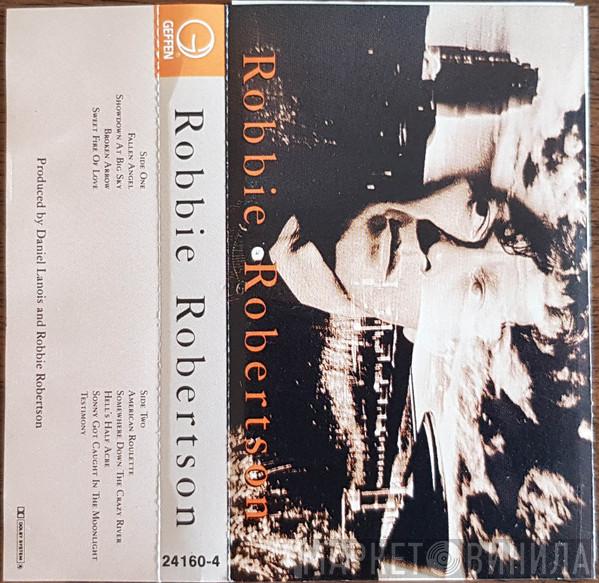 Robbie Robertson
GEFFEN
Robbie Robertson
24160-4
SIDE ONE
FALLEN ANGEL
SHOWDOWN AT BIG SKY
BROKEN ARROW
SWEET FIRE OF LOVE
SIDE TWO
AMERICAN ROULETTE
SOMEWHERE DOWN THE CRAZY RIVER
HELL'S HALF ACRE
SONNY GOT CAUGHT IN THE MOONLIGHT
TESTIMONY
Produced by Daniel Lanois and Robbie Robertson
DOLBY SYSTEM
МАРКЕТ ВИНИЛА